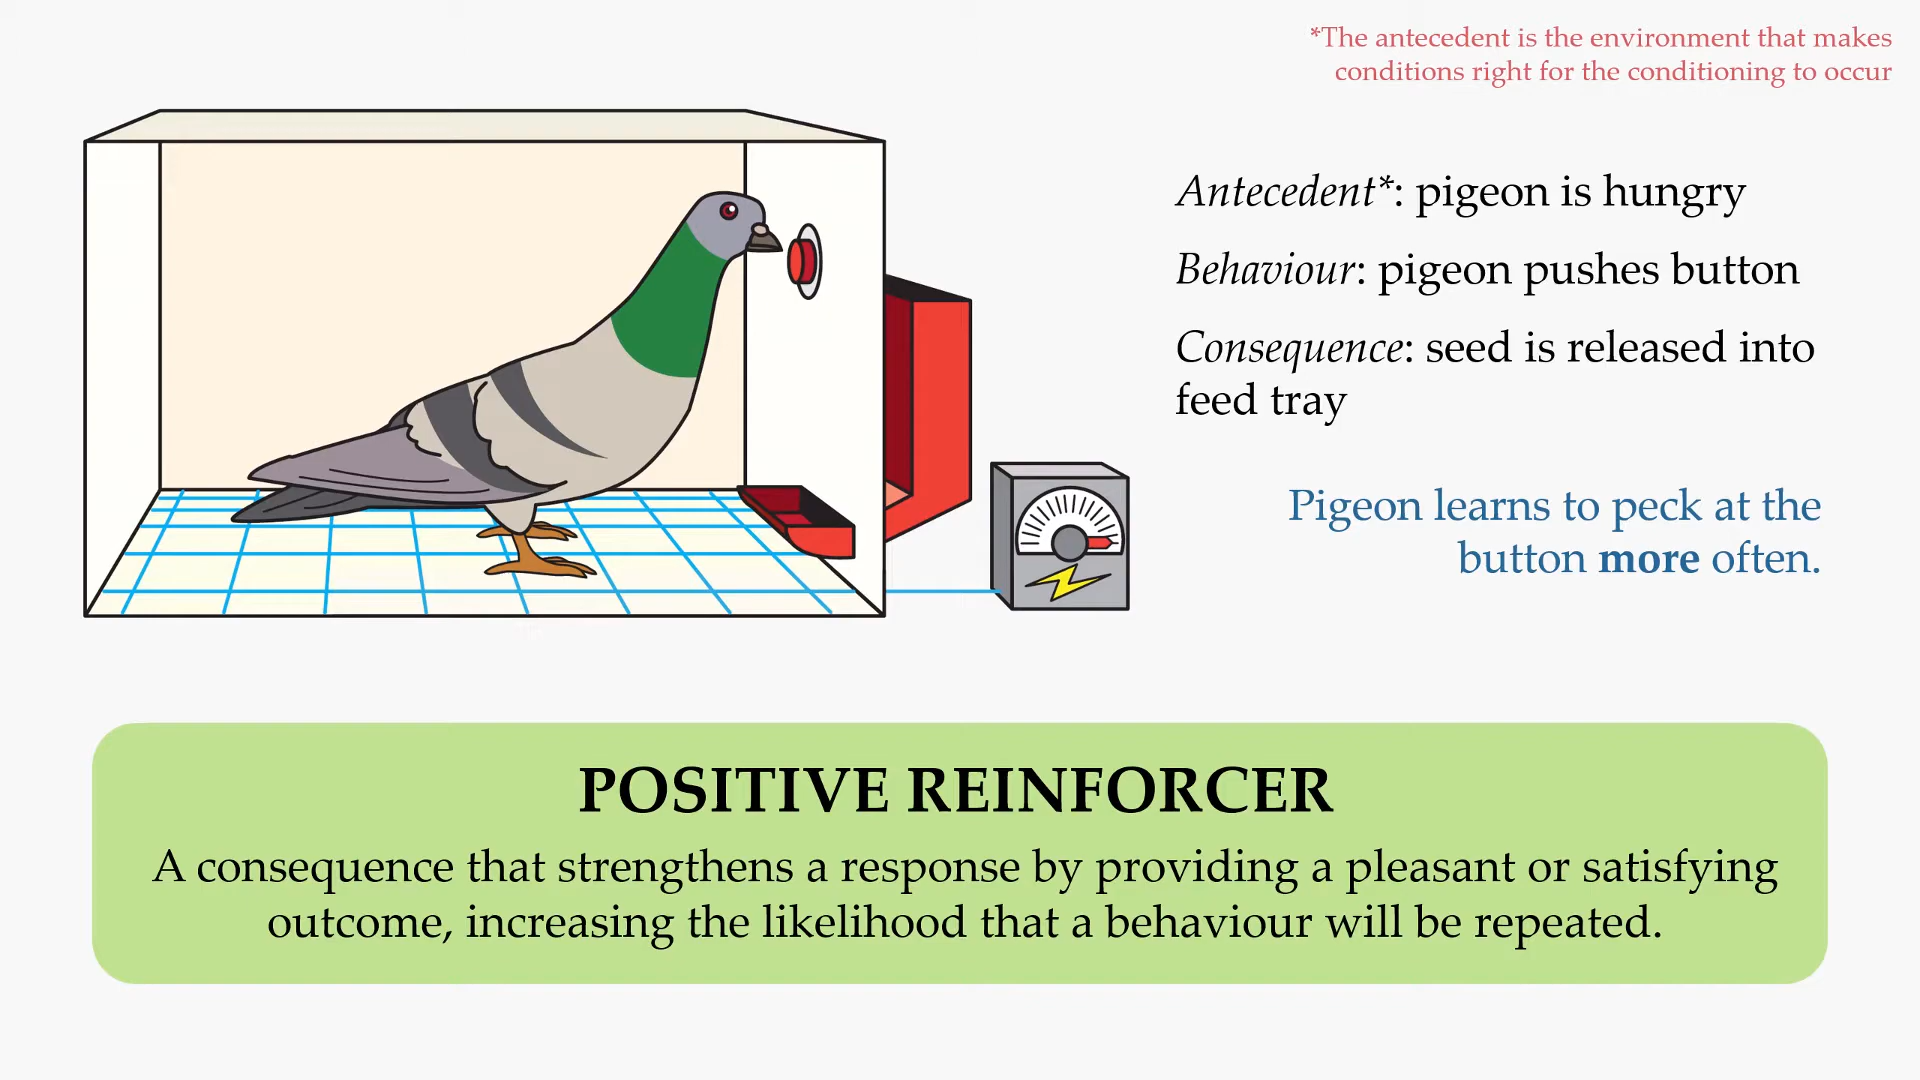 *The antecedent is the environment that makes
conditions right for the conditioning to occur
Antecedent*: pigeon is hungry
Behaviour: pigeon pushes button
Consequence: seed is released into
feed tray
Pigeon learns to peck at the
button more often.
POSITIVE REINFORCER
A consequence that strengthens a response by providing a pleasant or satisfying
outcome, increasing the likelihood that a behaviour will be repeated.